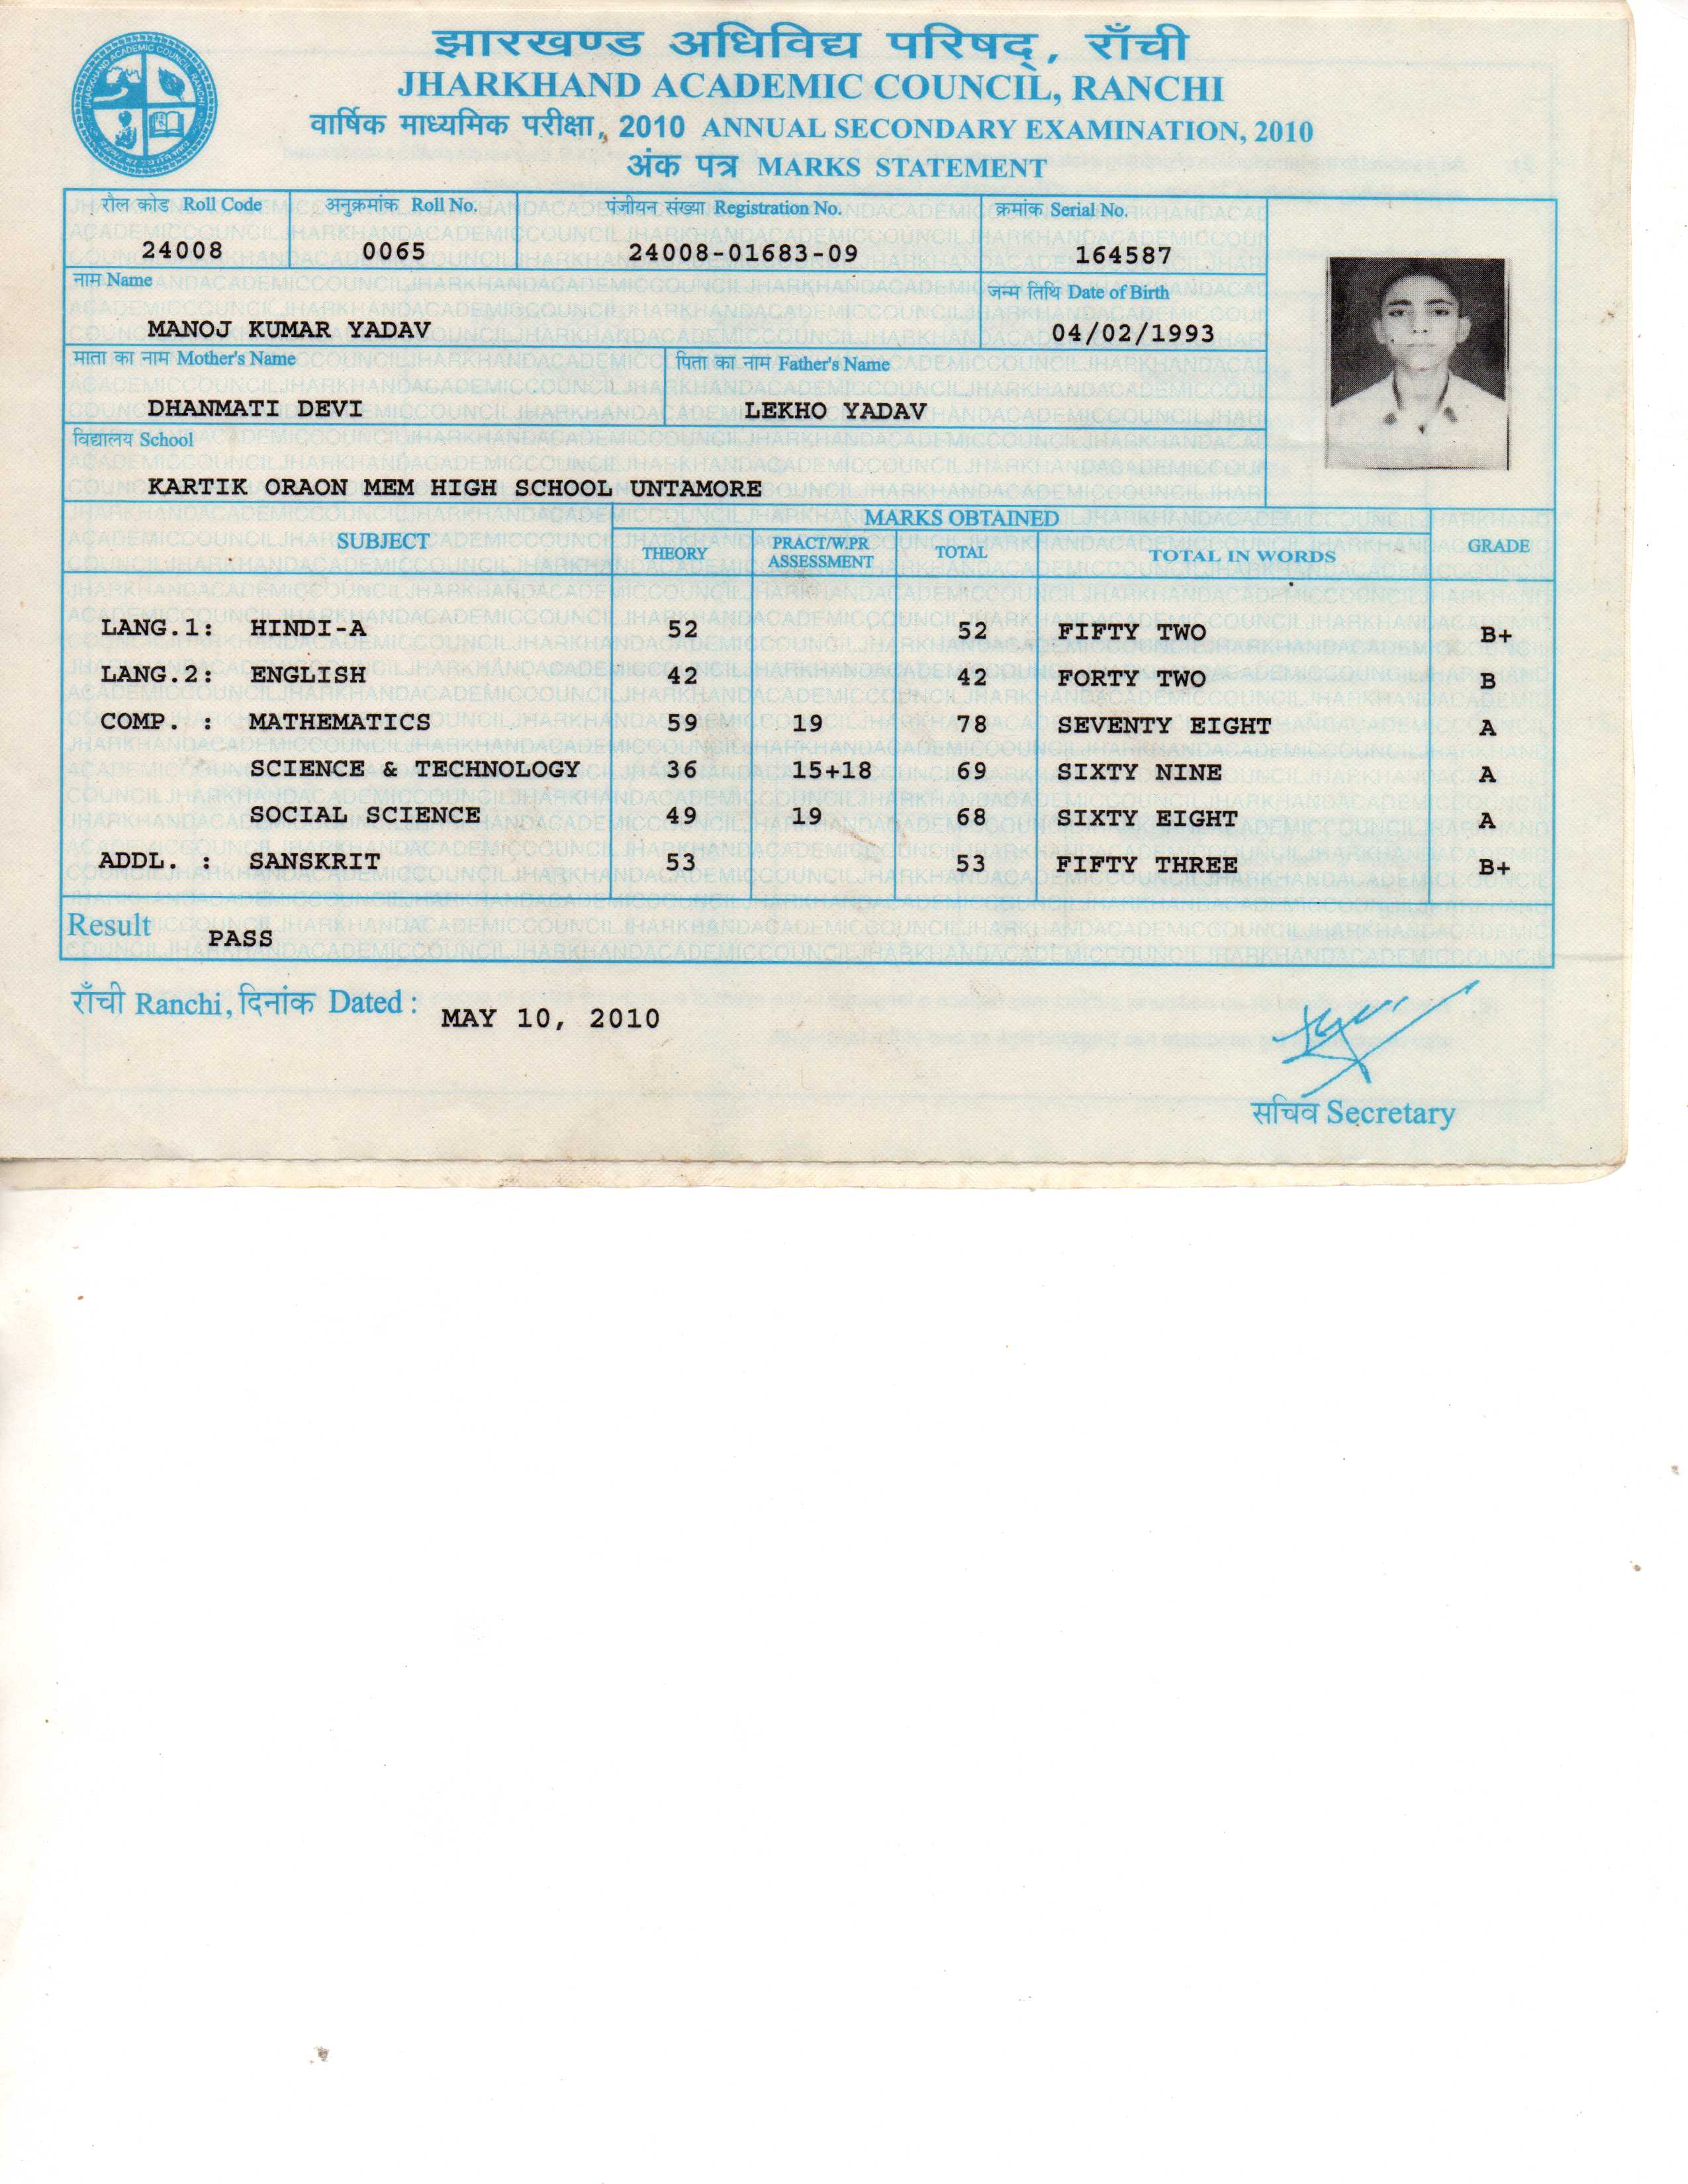 झारखण्ड अधिविद्य परिषद्, राँची
JHARKHAND ACADEMIC COUNCIL, RANCHI
वार्षिक माध्यमिक परीक्षा, 2010 ANNUAL SECONDARY EXAMINATION, 2010
अंक पत्र MARKS STATEMENT
रौल कोड Roll Code अनुक्रमांक Roll No. पंजीयन संख्या Registration No. क्रमांक Serial No.
24008 0065 24008-01683-09 164587
नाम Name जन्म तिथि Date of Birth
MANOJ KUMAR YADAV 04/02/1993
माता का नाम Mother's Name पिता का नाम Father's Name
DHANMATI DEVI LEKHO YADAV
विद्यालय School
KARTIK ORAON MEM HIGH SCHOOL UNTAMORE
MARKS OBTAINED
SUBJECT THEORY PRACT/W.PR ASSESSMENT TOTAL TOTAL IN WORDS GRADE
LANG.1: HINDI-A 52 52 FIFTY TWO B+
LANG.2: ENGLISH 42 42 FORTY TWO B
COMP. : MATHEMATICS 59 19 78 SEVENTY EIGHT A
SCIENCE & TECHNOLOGY 36 15+18 69 SIXTY NINE A
SOCIAL SCIENCE 49 19 68 SIXTY EIGHT A
ADDL. : SANSKRIT 53 53 FIFTY THREE B+
Result PASS
राँची Ranchi, दिनांक Dated : MAY 10, 2010
सचिव Secretary